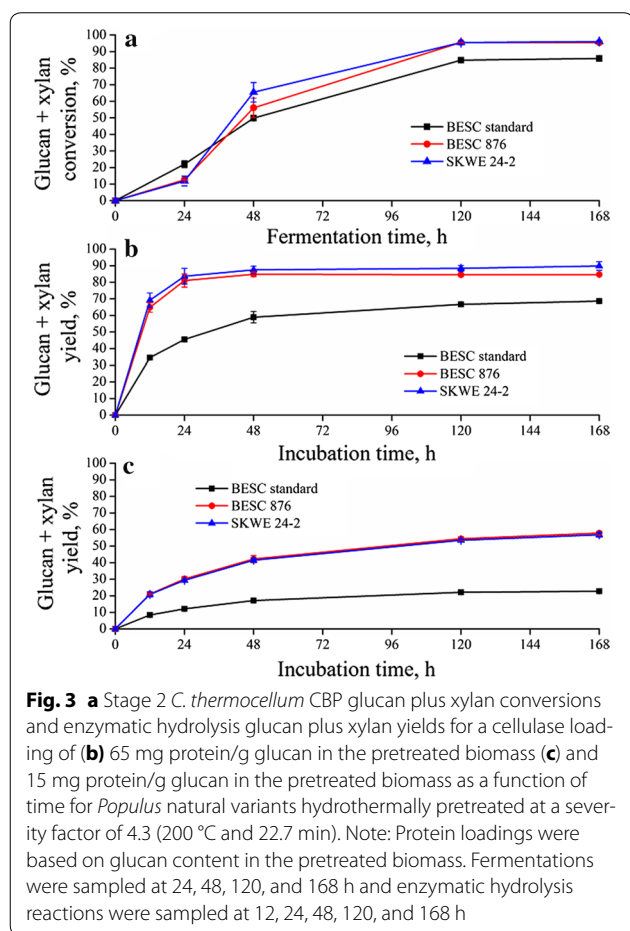 a
100
90
80
70
60
50
40
30
20
10
0
Glucan + xylan
conversion, %
BESC standard
BESC 876
SKWE 24-2
0 24 48 72 96 120 144 168
Fermentation time, h
b
100
90
80
70
60
50
40
30
20
10
0
Glucan + xylan
yield, %
BESC standard
BESC 876
SKWE 24-2
0 24 48 72 96 120 144 168
Incubation time, h
c
100
90
80
70
60
50
40
30
20
10
0
Glucan + xylan
yield, %
BESC standard
BESC 876
SKWE 24-2
0 24 48 72 96 120 144 168
Incubation time, h
Fig. 3 a Stage 2 C. thermocellum CBP glucan plus xylan conversions
and enzymatic hydrolysis glucan plus xylan yields for a cellulase load-
ing of (b) 65 mg protein/g glucan in the pretreated biomass (c) and
15 mg protein/g glucan in the pretreated biomass as a function of
time for Populus natural variants hydrothermally pretreated at a sever-
ity factor of 4.3 (200 °C and 22.7 min). Note: Protein loadings were
based on glucan content in the pretreated biomass. Fermentations
were sampled at 24, 48, 120, and 168 h and enzymatic hydrolysis
reactions were sampled at 12, 24, 48, 120, and 168 h